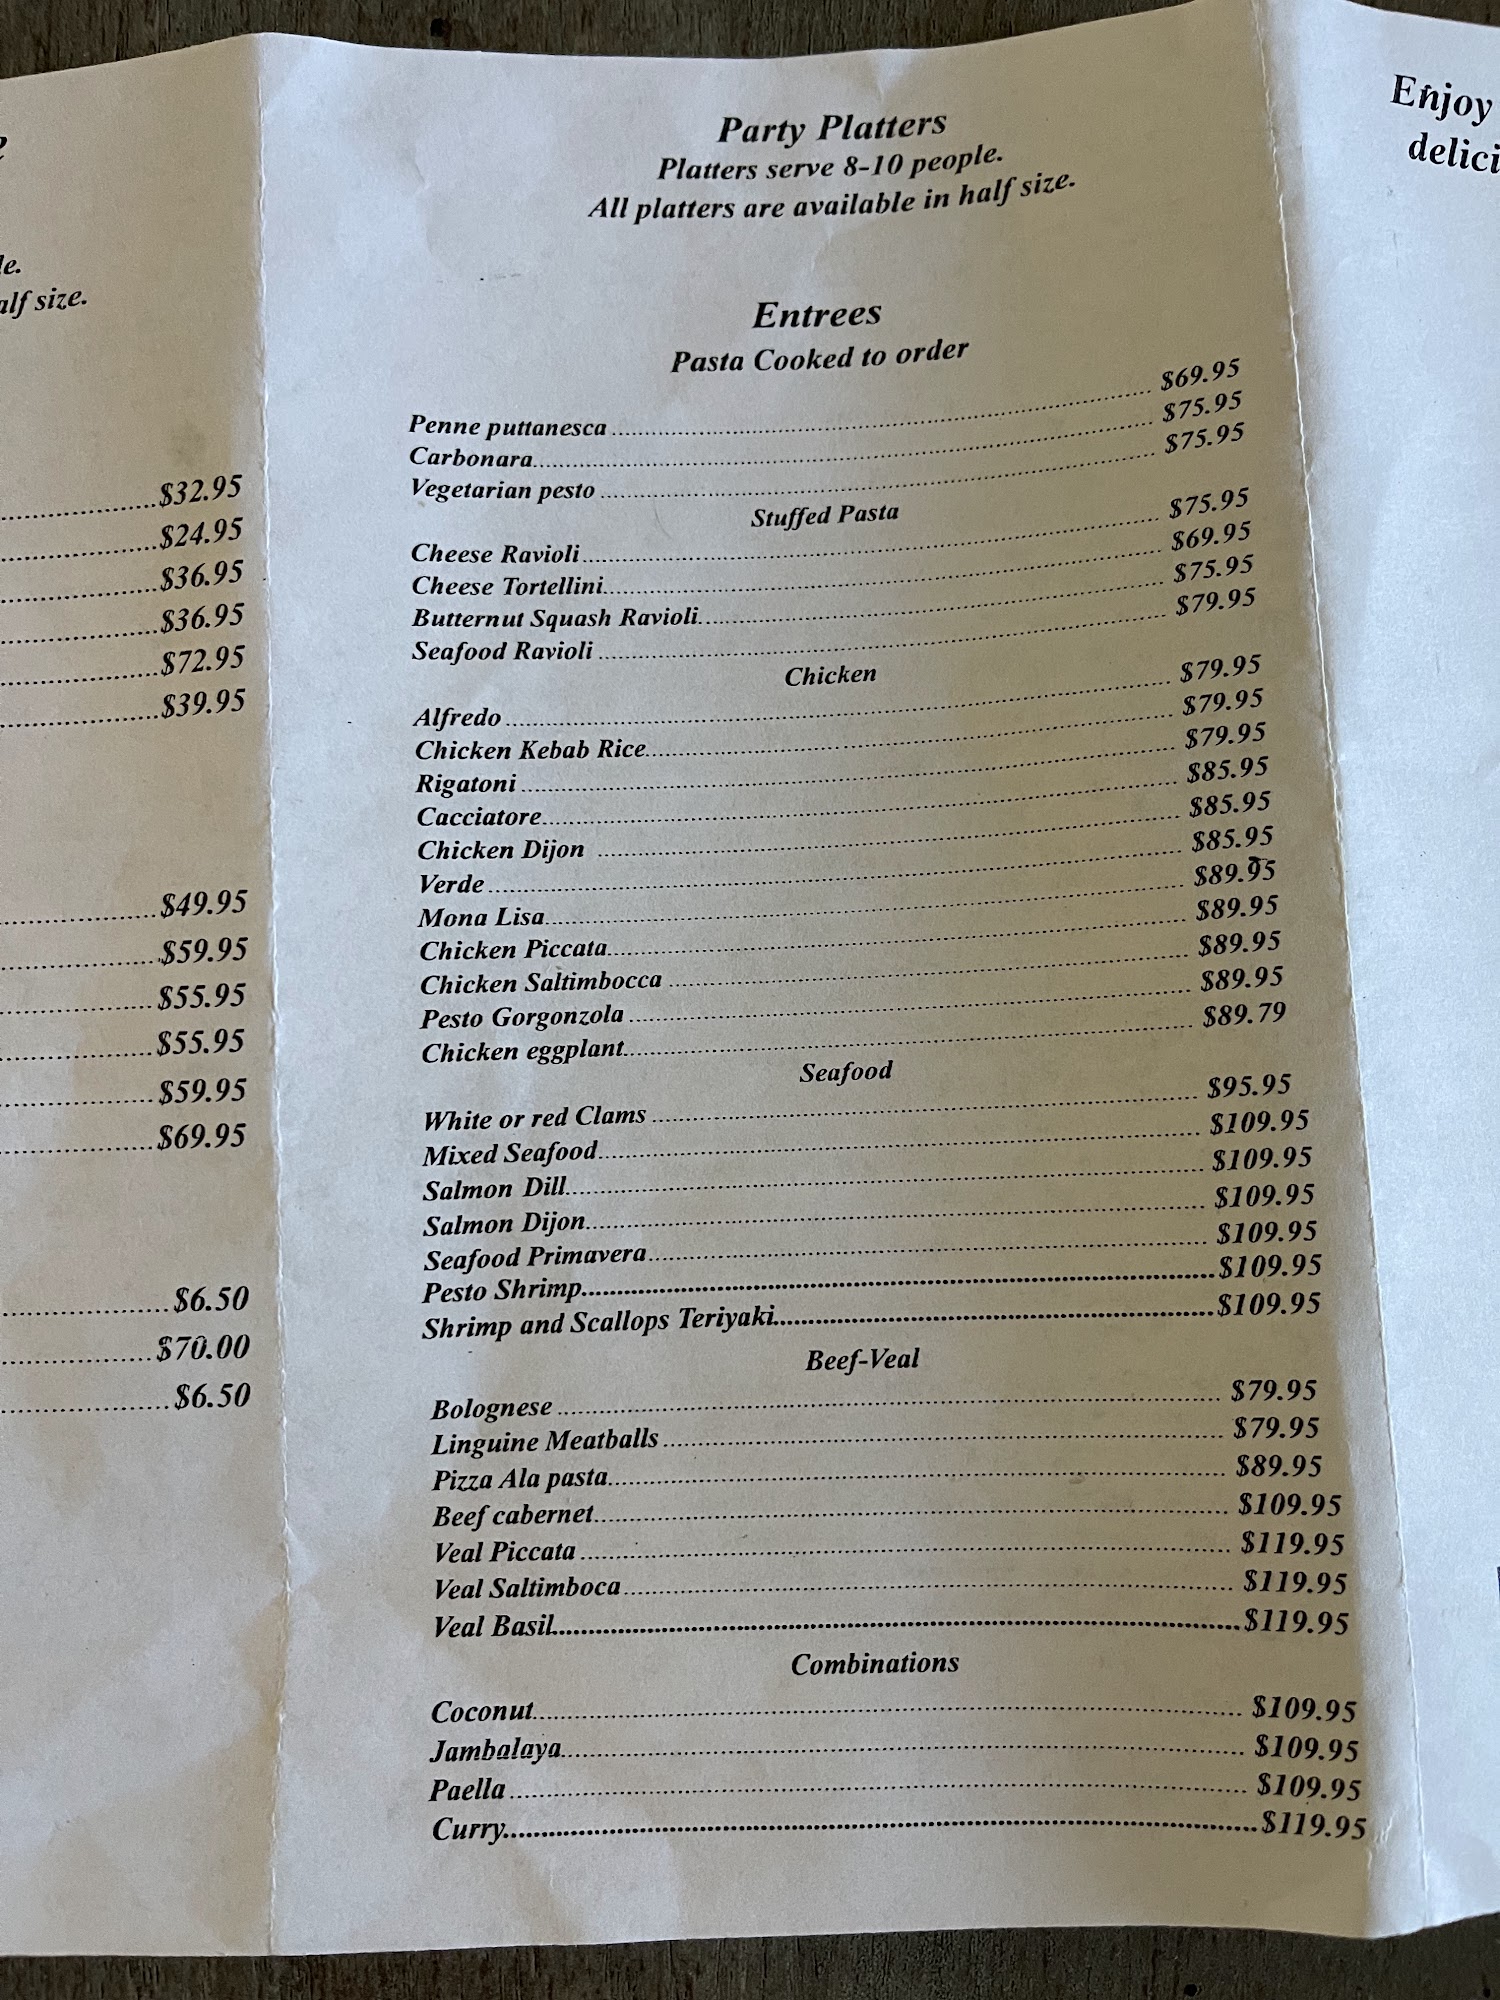 e
le.
alf size.
$32.95
$24.95
$36.95
$36.95
$72.95
$39.95
$49.95
$59.95
$55.95
$55.95
$59.95
$69.95
$6.50
$70.00
$6.50
Party Platters
Platters serve 8-10 people.
All platters are available in half size.
Entrees
Pasta Cooked to order
Penne puttanesca $69.95
Carbonara $75.95
Vegetarian pesto $75.95
Stuffed Pasta
Cheese Ravioli $75.95
Cheese Tortellini $69.95
Butternut Squash Ravioli $75.95
Seafood Ravioli $79.95
Chicken
Alfredo $79.95
Chicken Kebab Rice $79.95
Rigatoni $79.95
Cacciatore $85.95
Chicken Dijon $85.95
Verde $85.95
Mona Lisa $89.95
Chicken Piccata $89.95
Chicken Saltimbocca $89.95
Pesto Gorgonzola $89.95
Chicken eggplant $89.79
Seafood
White or red Clams $95.95
Mixed Seafood $109.95
Salmon Dill $109.95
Salmon Dijon $109.95
Seafood Primavera $109.95
Pesto Shrimp $109.95
Shrimp and Scallops Teriyaki $109.95
Beef-Veal
Bolognese $79.95
Linguine Meatballs $79.95
Pizza Ala pasta $89.95
Beef cabernet $109.95
Veal Piccata $119.95
Veal Saltimboca $119.95
Veal Basil $119.95
Combinations
Coconut $109.95
Jambalaya $109.95
Paella $109.95
Curry $119.95
Enjoy
delici